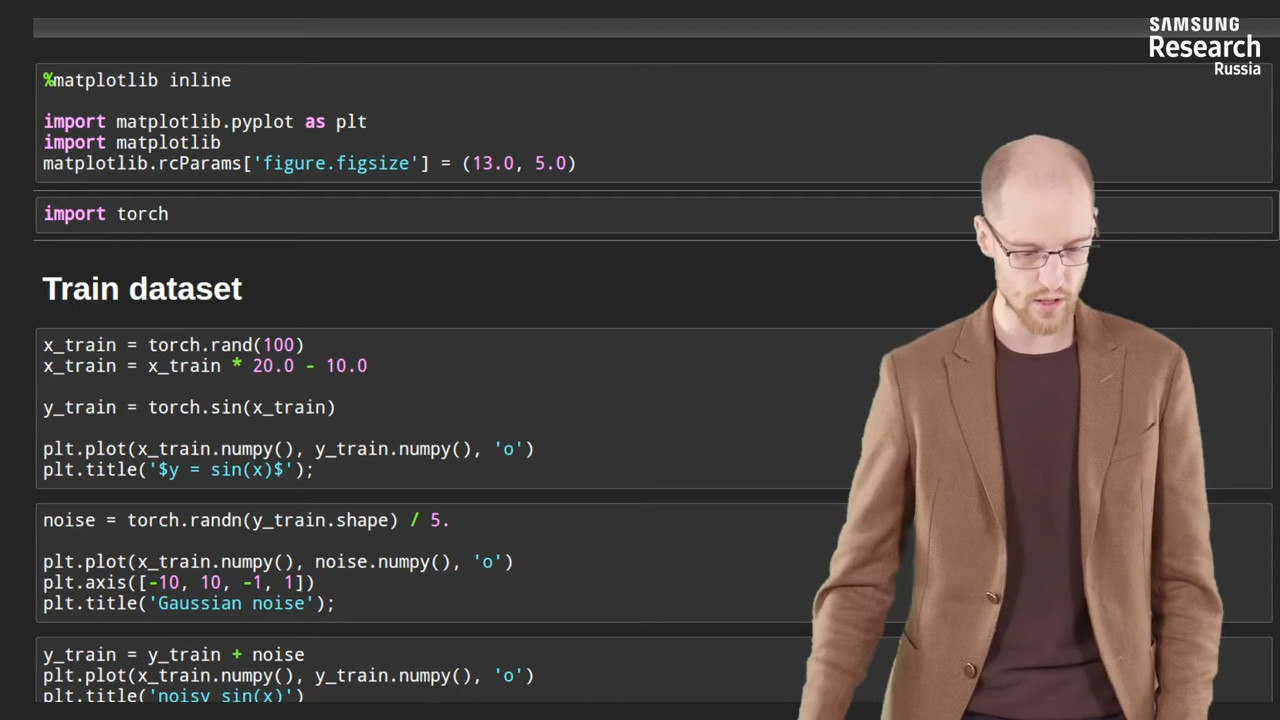 SAMSUNG
Research
Russia
%matplotlib inline
import matplotlib.pyplot as plt
import matplotlib
matplotlib.rcParams['figure.figsize'] = (13.0, 5.0)
import torch
Train dataset
x_train = torch.rand(100)
x_train = x_train * 20.0 - 10.0
y_train = torch.sin(x_train)
plt.plot(x_train.numpy(), y_train.numpy(), 'o')
plt.title('$y = sin(x)$');
noise = torch.randn(y_train.shape) / 5.
plt.plot(x_train.numpy(), noise.numpy(), 'o')
plt.axis([-10, 10, -1, 1])
plt.title('Gaussian noise');
y_train = y_train + noise
plt.plot(x_train.numpy(), y_train.numpy(), 'o')
plt.title('noisy sin(x)')